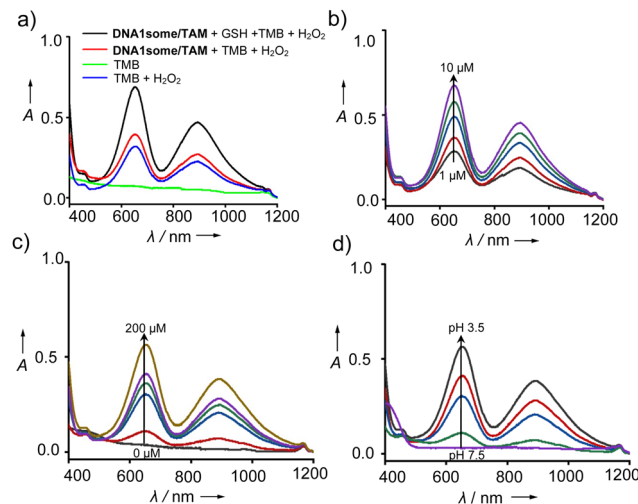 a)
DNA1some/TAM + GSH +TMB + H₂O₂
DNA1some/TAM + TMB + H₂O₂
TMB
TMB + H₂O₂
1.0
0.5
0.0
A
400 600 800 1000 1200
λ / nm
b)
10 µM
1 µM
1.0
0.5
0.0
A
400 600 800 1000 1200
λ / nm
c)
200 µM
0 µM
1.0
0.5
0.0
A
400 600 800 1000 1200
λ / nm
d)
pH 3.5
pH 7.5
1.0
0.5
0.0
A
400 600 800 1000 1200
λ / nm